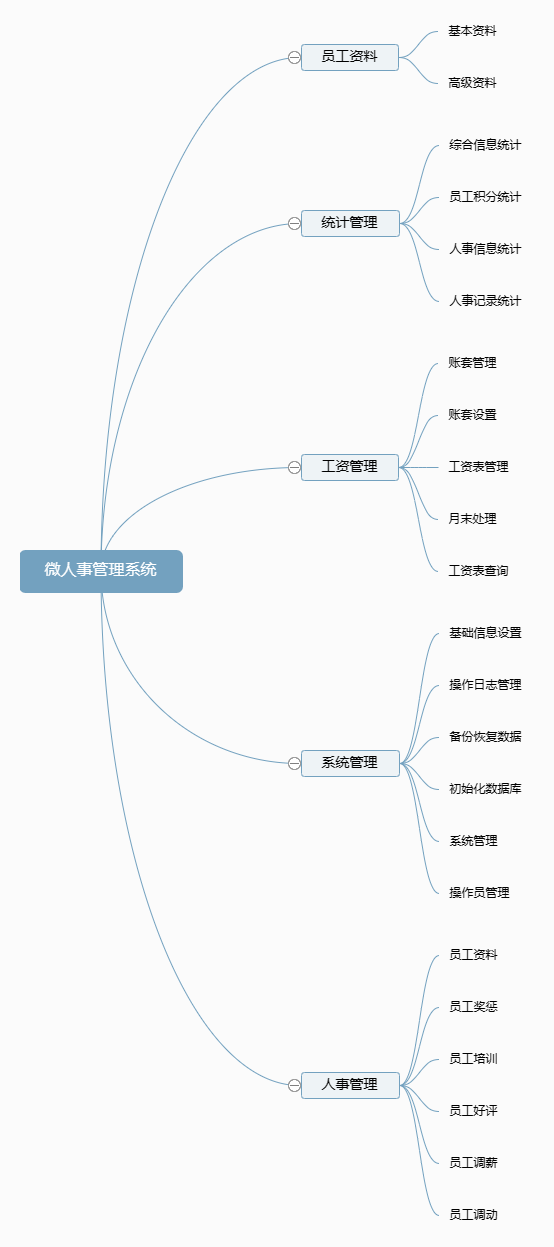 微人事管理系统
员工资料
基本资料
高级资料
统计管理
综合信息统计
员工积分统计
人事信息统计
人事记录统计
工资管理
账套管理
账套设置
工资表管理
月末处理
工资表查询
系统管理
基础信息设置
操作日志管理
备份恢复数据
初始化数据库
系统管理
操作员管理
人事管理
员工资料
员工奖惩
员工培训
员工好评
员工调薪
员工调动